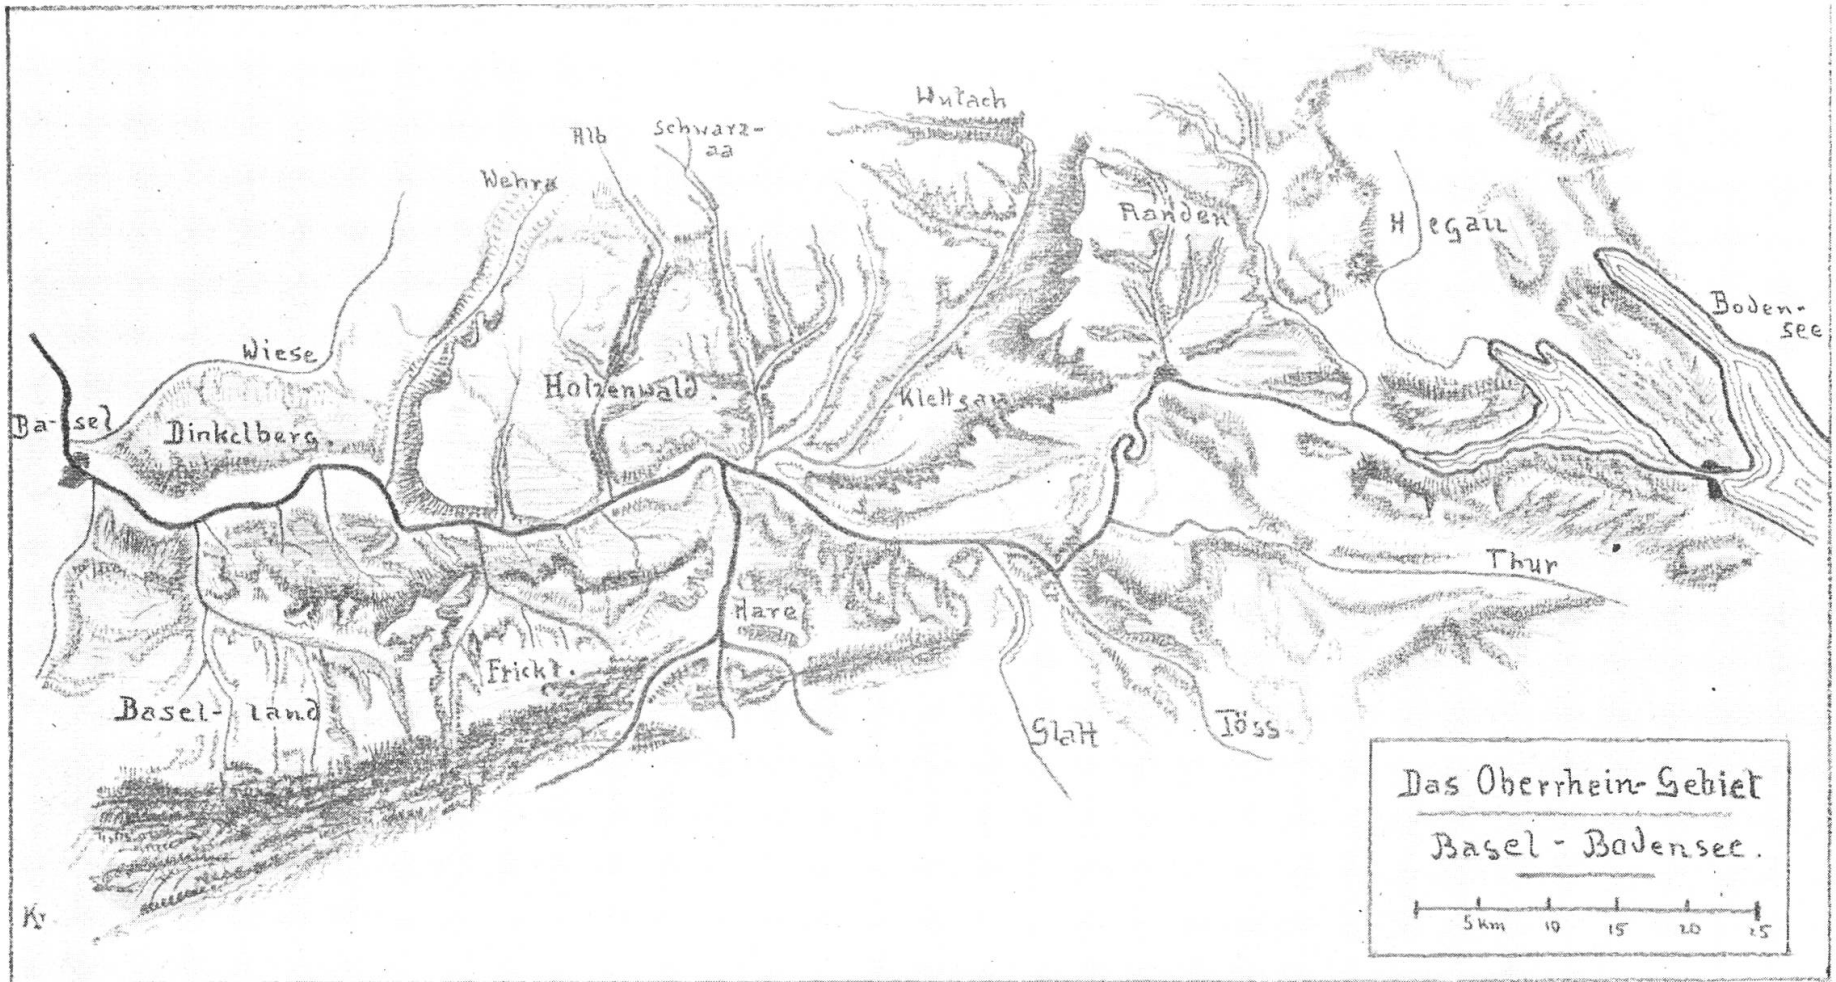 Wutach
Alb
Schwarz-
aa
Wehra
Randen
Hegau
Boden-
see
Wiese
Hotzenwald.
Klettgau
Ba-sel
Dinkelberg.
Thur
Aare
Frickt.
Basel-land
Glatt
Töss
Das Oberrhein-Gebiet
Basel - Bodensee.
5 km 10 15 20 25
Kr.